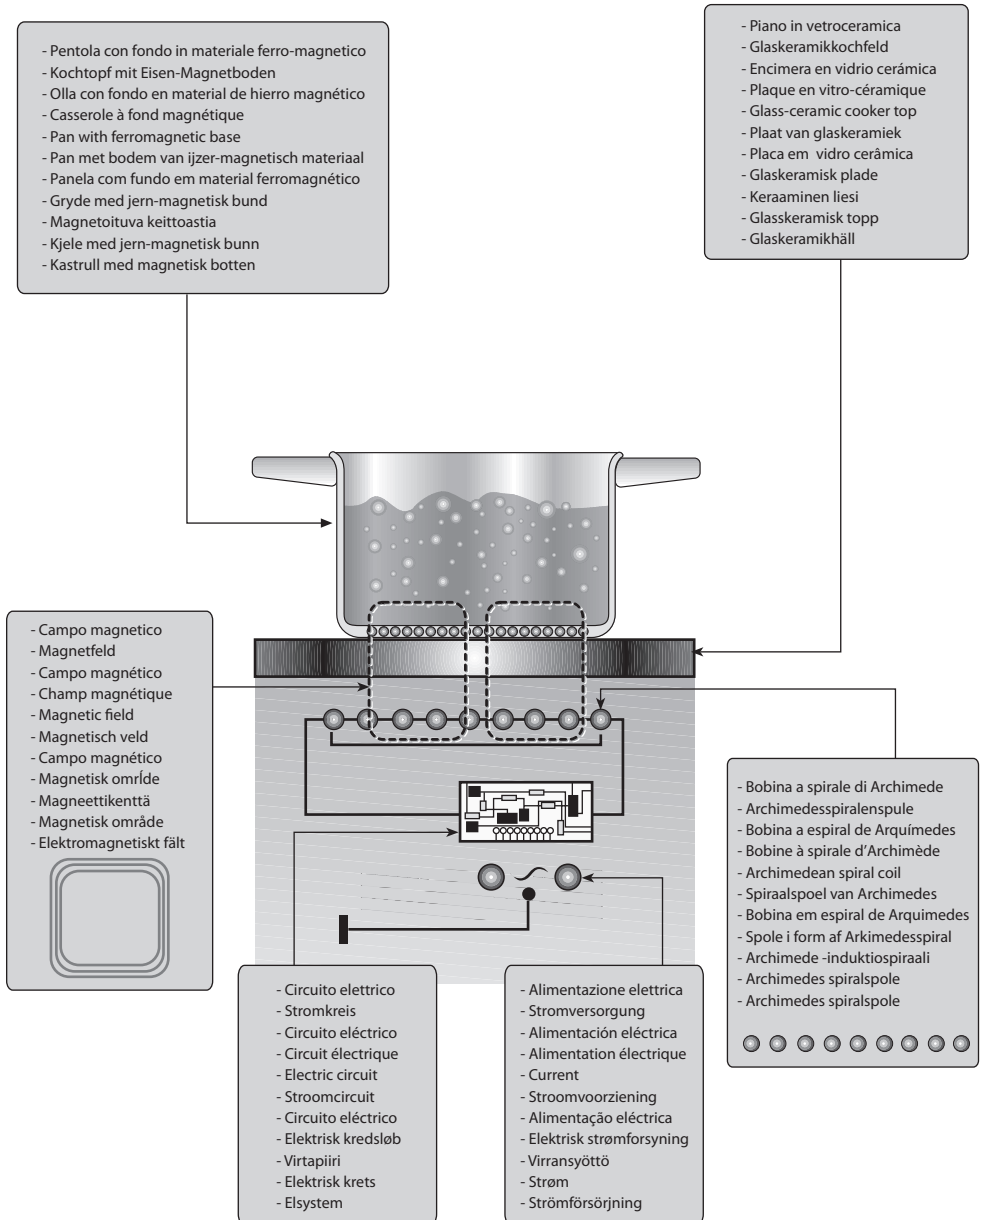 - Pentola con fondo in materiale ferro-magnetico
- Kochtopf mit Eisen-Magnetboden
- Olla con fondo en material de hierro magnético
- Casserole à fond magnétique
- Pan with ferromagnetic base
- Pan met bodem van ijzer-magnetisch materiaal
- Panela com fundo em material ferromagnético
- Gryde med jern-magnetisk bund
- Magnetoituva keittoastia
- Kjele med jern-magnetisk bunn
- Kastrull med magnetisk botten
- Piano in vetroceramica
- Glaskeramikkochfeld
- Encimera en vidrio cerámica
- Plaque en vitro-céramique
- Glass-ceramic cooker top
- Plaat van glaskeramiek
- Placa em vidro cerâmica
- Glaskeramisk plade
- Keraaminen liesi
- Glasskeramisk topp
- Glaskeramikhäll
- Campo magnetico
- Magnetfeld
- Campo magnético
- Champ magnétique
- Magnetic field
- Magnetisch veld
- Campo magnético
- Magnetisk omrÍde
- Magneettikenttä
- Magnetisk område
- Elektromagnetiskt fält
- Bobina a spirale di Archimede
- Archimedesspiralenspule
- Bobina a espiral de Arquímedes
- Bobine à spirale d'Archimède
- Archimedean spiral coil
- Spiraalspoel van Archimedes
- Bobina em espiral de Arquimedes
- Spole i form af Arkimedesspiral
- Archimede -induktiospiraali
- Archimedes spiralspole
- Archimedes spiralspole
- Circuito elettrico
- Stromkreis
- Circuito eléctrico
- Circuit électrique
- Electric circuit
- Stroomcircuit
- Circuito eléctrico
- Elektrisk kredsløb
- Virtapiiri
- Elektrisk krets
- Elsystem
- Alimentazione elettrica
- Stromversorgung
- Alimentación eléctrica
- Alimentation électrique
- Current
- Stroomvoorziening
- Alimentação eléctrica
- Elektrisk strømforsyning
- Virransyöttö
- Strøm
- Strömförsörjning